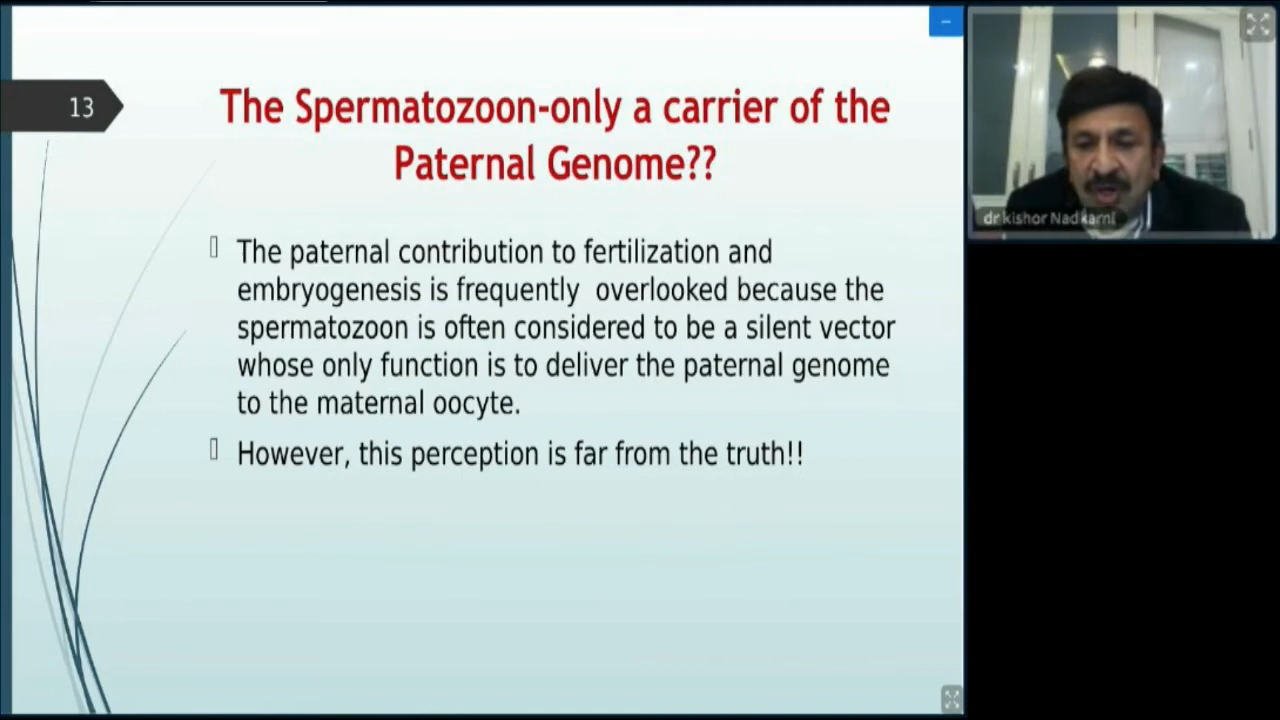 13
The Spermatozoon-only a carrier of the
Paternal Genome??
The paternal contribution to fertilization and
embryogenesis is frequently overlooked because the
spermatozoon is often considered to be a silent vector
whose only function is to deliver the paternal genome
to the maternal oocyte.
However, this perception is far from the truth!!
dr kishor Nadkarni